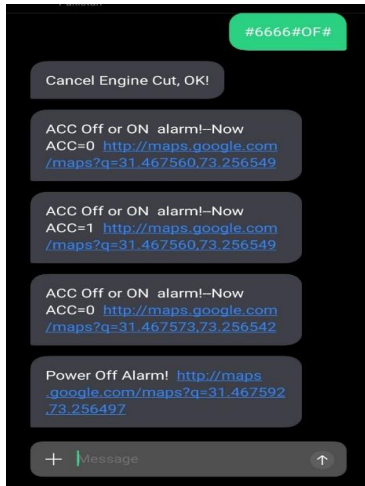 #6666#OF#
Cancel Engine Cut, OK!
ACC Off or ON alarm!--Now
ACC=0 http://maps.google.com
/maps?q=31.467560,73.256549
ACC Off or ON alarm!--Now
ACC=1 http://maps.google.com
/maps?q=31.467560,73.256549
ACC Off or ON alarm!--Now
ACC=0 http://maps.google.com
/maps?q=31.467573,73.256542
Power Off Alarm! http://maps
.google.com/maps?q=31.467592
,73.256497
Message